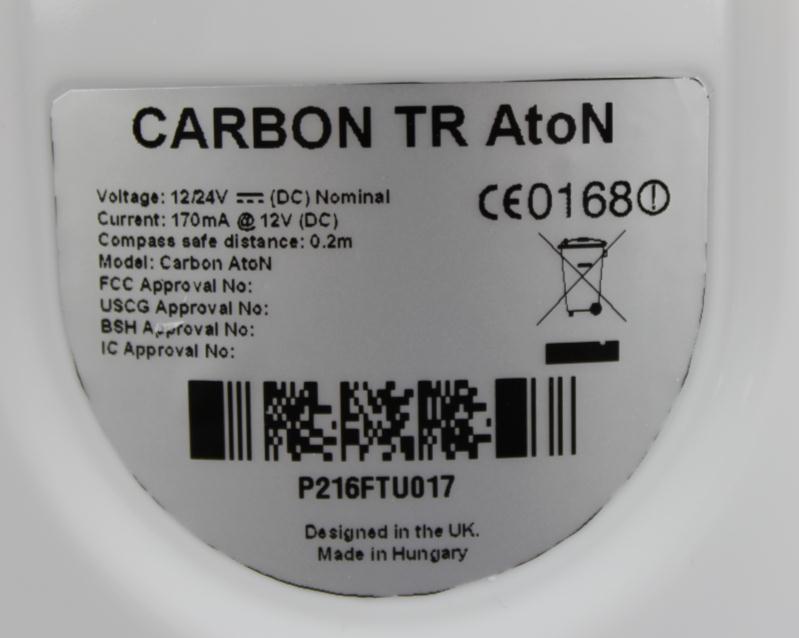 CARBON TR AtoN
Voltage: 12/24V ⎓ (DC) Nominal
Current: 170mA @ 12V (DC)
Compass safe distance: 0.2m
Model: Carbon AtoN
FCC Approval No:
USCG Approval No:
BSH Approval No:
IC Approval No:
CE0168
P216FTU017
Designed in the UK.
Made in Hungary